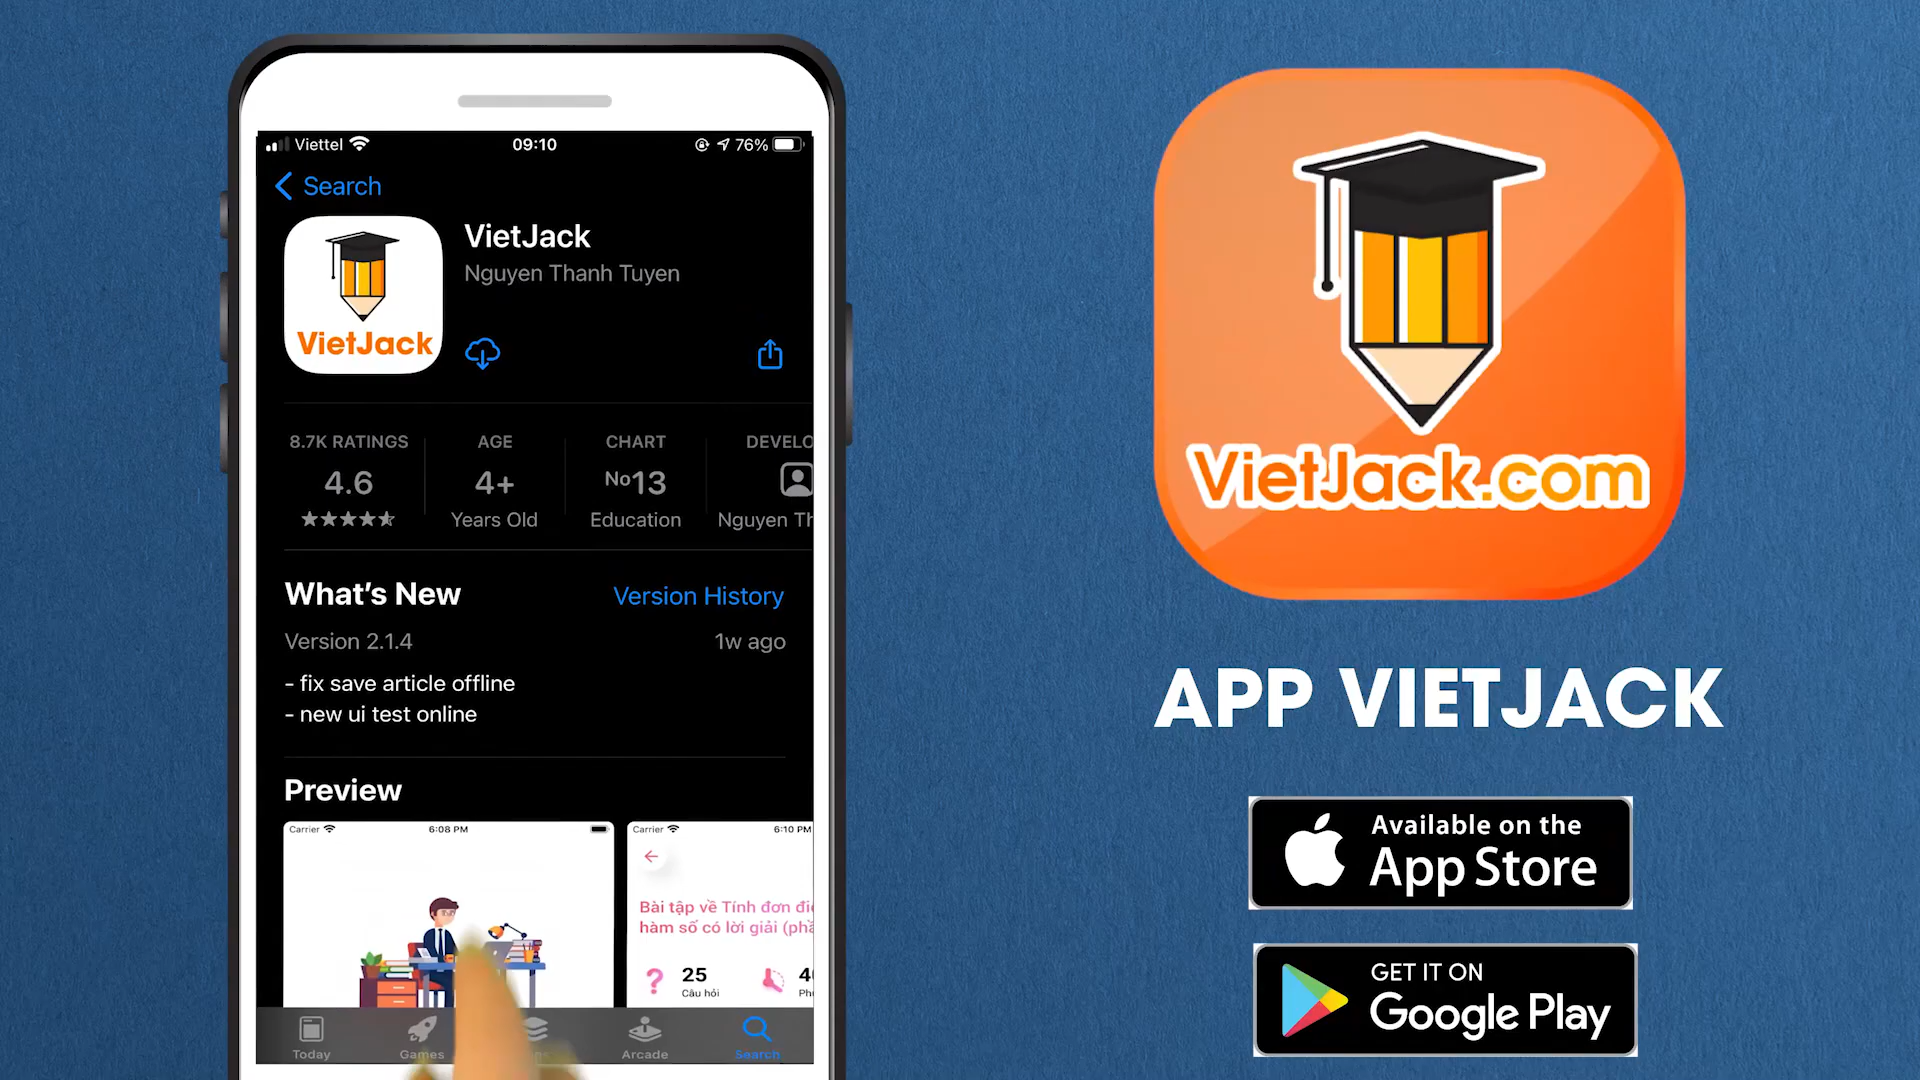 Viettel 09:10 76%
Search
VietJack
Nguyen Thanh Tuyen
VietJack
8.7K RATINGS AGE CHART DEVELO
4.6 4+ No13
Years Old Education Nguyen Th
What's New Version History
Version 2.1.4 1w ago
- fix save article offline
- new ui test online
Preview
Carrier 6:08 PM
Carrier 6:10 PM
Bài tập về Tính đơn đi
hàm số có lời giải (phầ
25
Câu hỏi
Today Games Arcade Search
VietJack.com
APP VIETJACK
Available on the
App Store
GET IT ON
Google Play